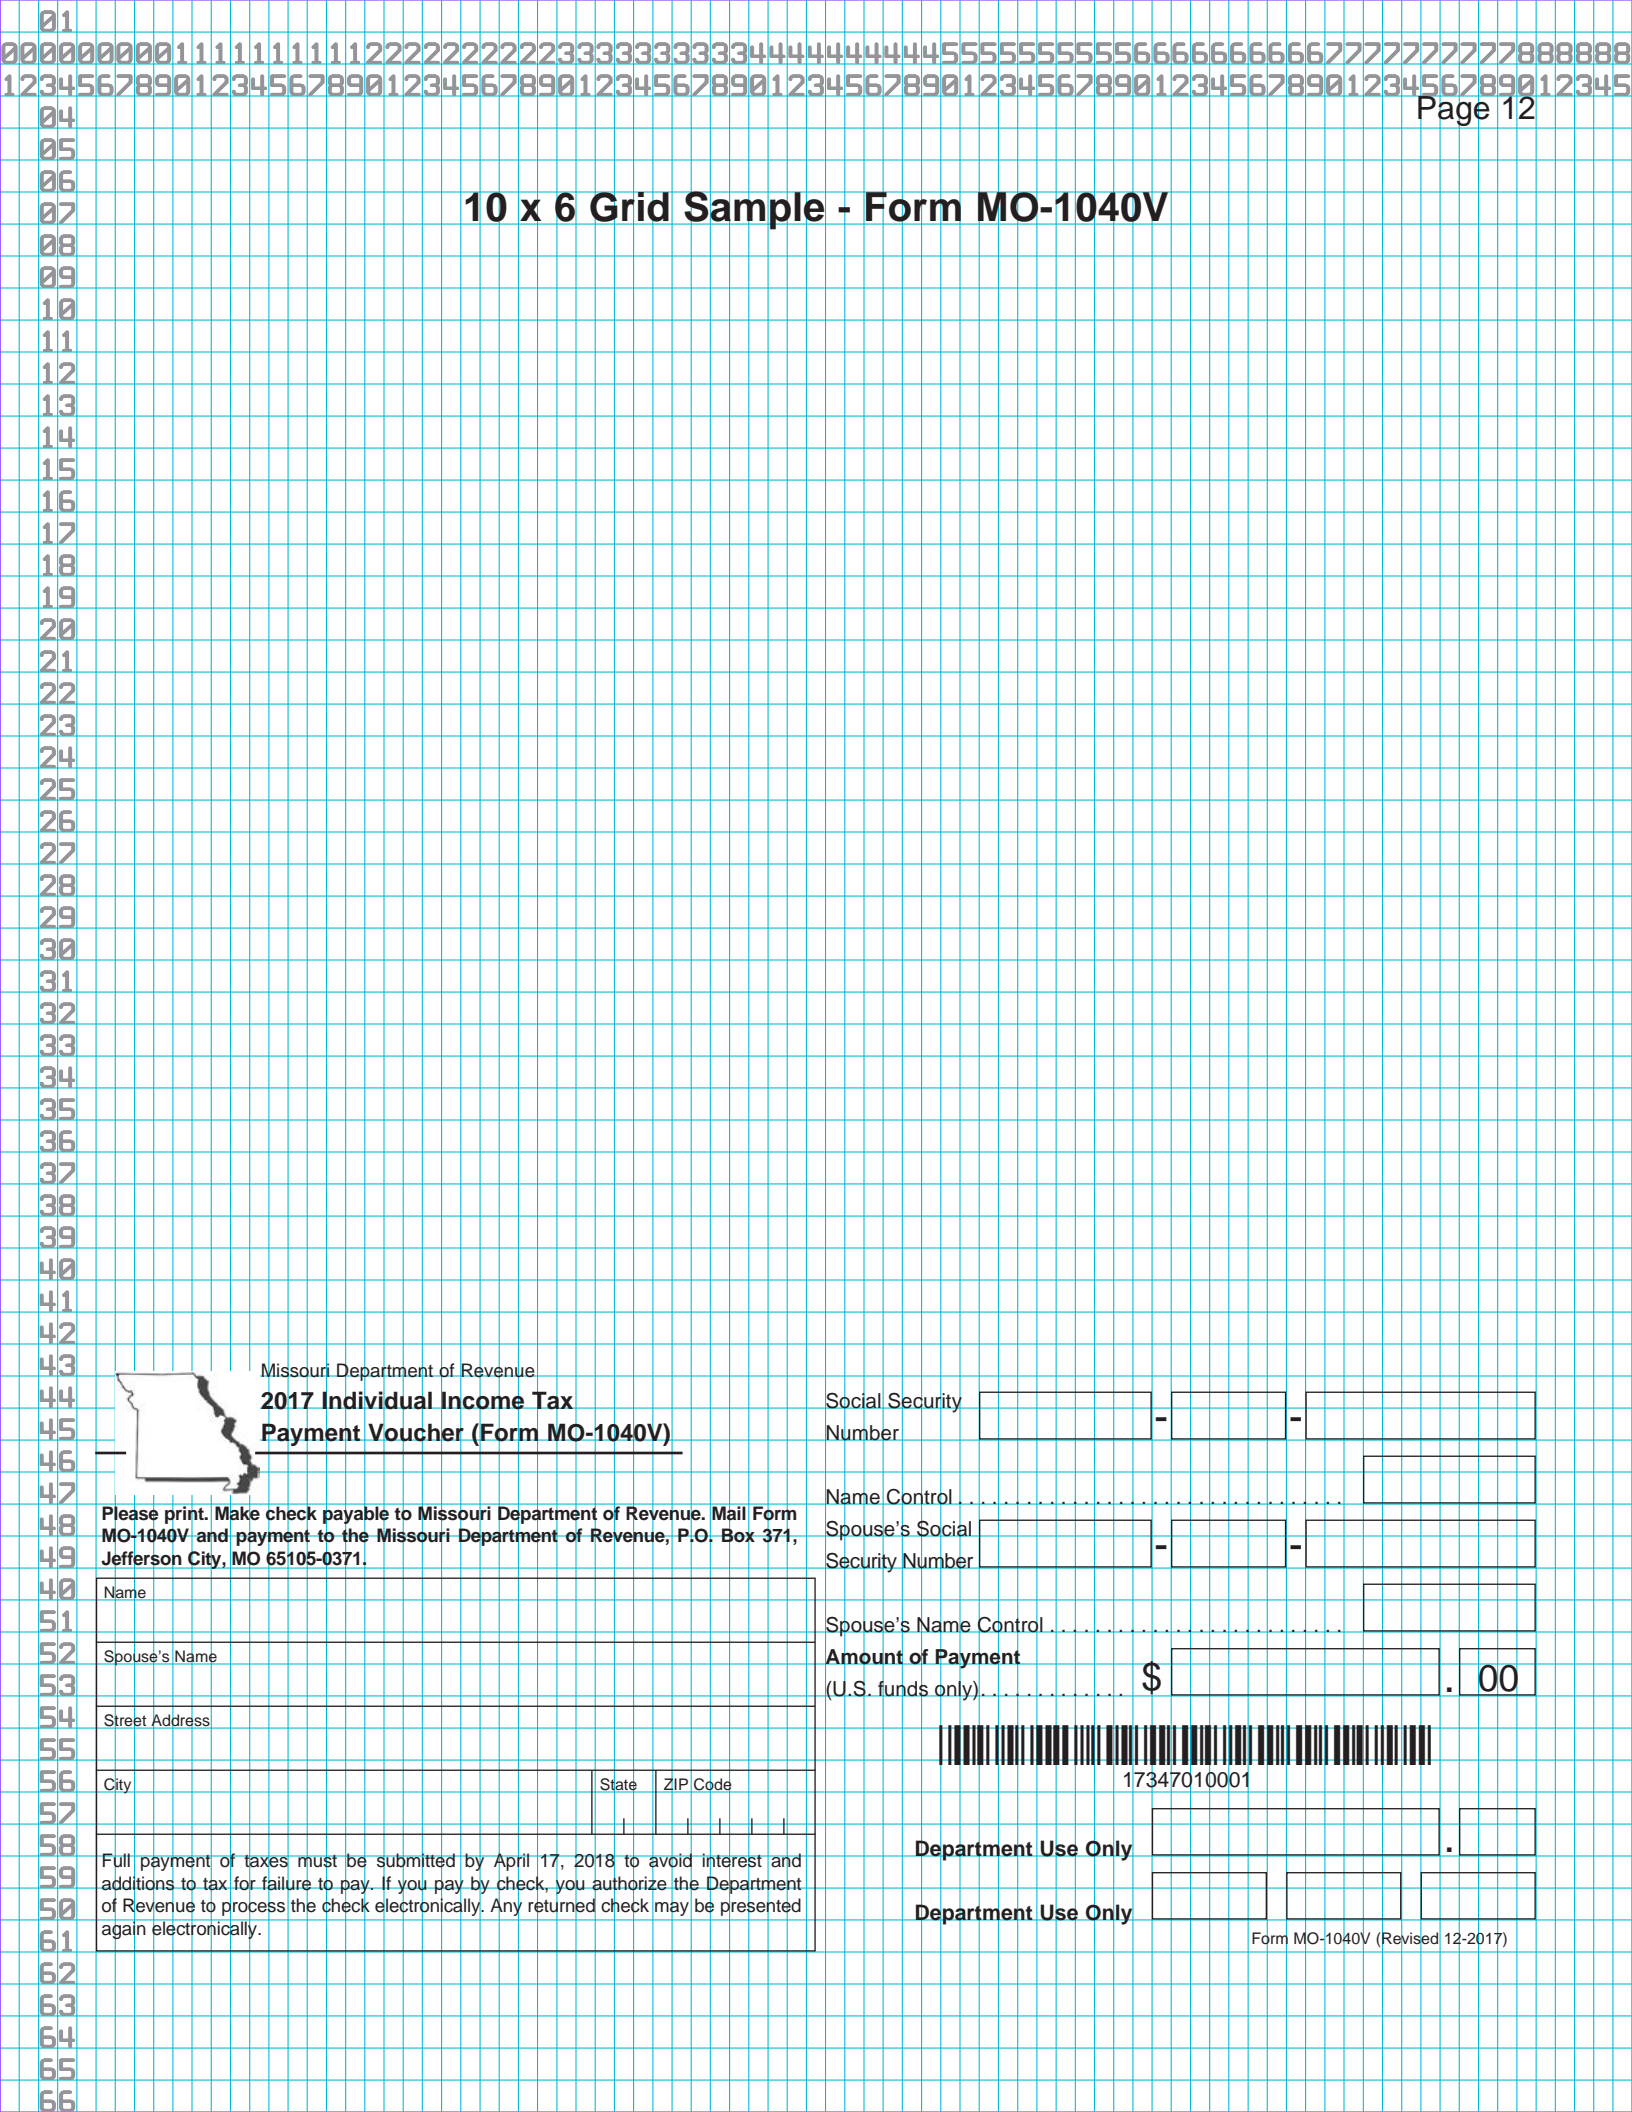 01
0000000001111111111222222222233333333334444444444555555555566666666667777777777888888
1234567890123456789012345678901234567890123456789012345678901234567890123456789012345
Page 12
04
05
06
10 x 6 Grid Sample - Form MO-1040V
07
08
09
10
11
12
13
14
15
16
17
18
19
20
21
22
23
24
25
26
27
28
29
30
31
32
33
34
35
36
37
38
39
40
41
42
43
44
45
46
47
48
49
40
51
52
53
54
55
56
57
58
59
50
61
62
63
64
65
66
Missouri Department of Revenue
2017 Individual Income Tax
Payment Voucher (Form MO-1040V)
Please print. Make check payable to Missouri Department of Revenue. Mail Form
MO-1040V and payment to the Missouri Department of Revenue, P.O. Box 371,
Jefferson City, MO 65105-0371.
Name
Spouse's Name
Street Address
City State ZIP Code
Full payment of taxes must be submitted by April 17, 2018 to avoid interest and
additions to tax for failure to pay. If you pay by check, you authorize the Department
of Revenue to process the check electronically. Any returned check may be presented
again electronically.
Social Security
Number - -
Name Control . . . . . . . . . . . . . . . . . . . . . . . . . . . . . . . . .
Spouse's Social
Security Number - -
Spouse's Name Control . . . . . . . . . . . . . . . . . . . . . . . . .
Amount of Payment
(U.S. funds only). . . . . . . . . . . . . $ . 00
17347010001
Department Use Only .
Department Use Only
Form MO-1040V (Revised 12-2017)